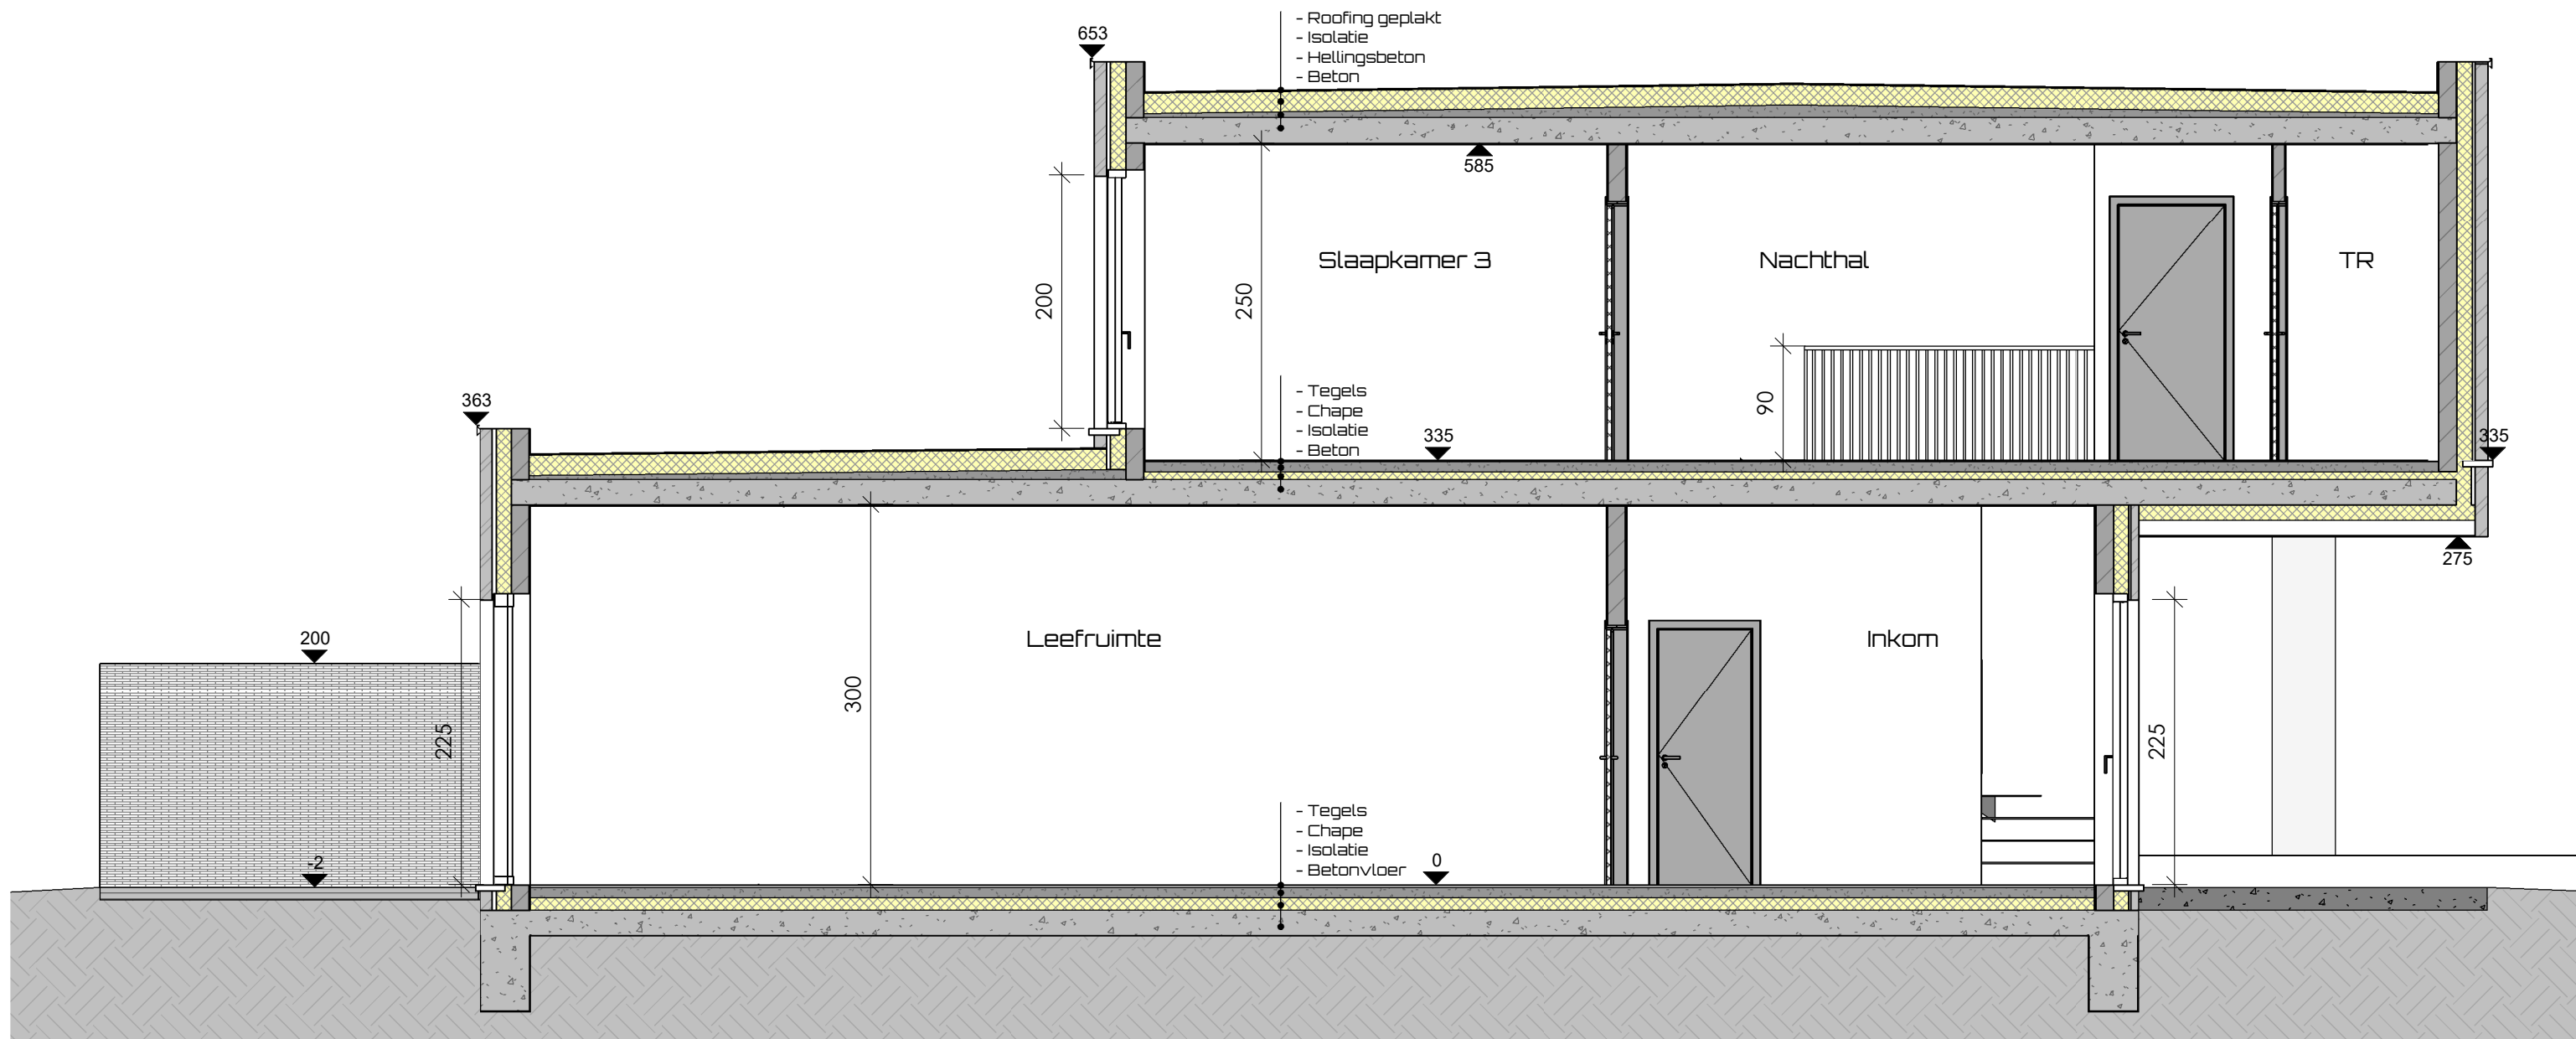 - Roofing geplakt
- Isolatie
- Hellingsbeton
- Beton
653
585
Slaapkamer 3
Nachthal
TR
200
250
90
- Tegels
- Chape
- Isolatie
- Beton
363
335
335
275
Leefruimte
Inkom
200
300
225
225
- Tegels
- Chape
- Isolatie
- Betonvloer
-2
0